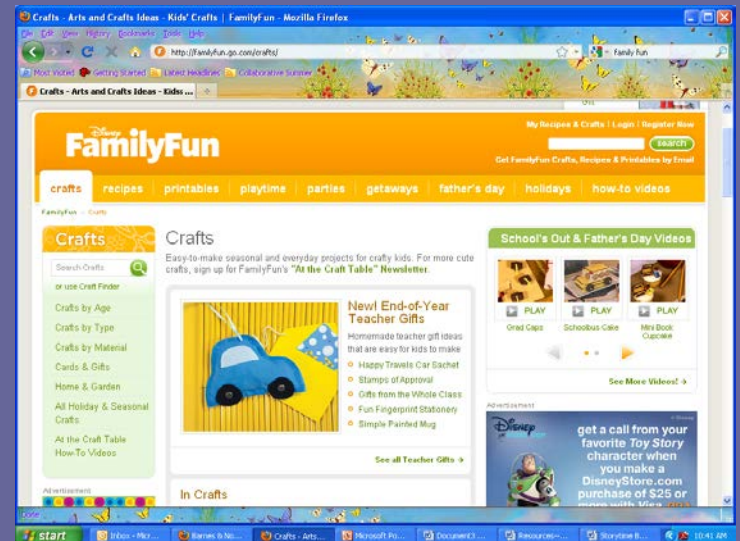 Crafts - Arts and Crafts Ideas - Kids' Crafts | FamilyFun - Mozilla Firefox
File Edit View History Bookmarks Tools Help
http://familyfun.go.com/crafts/
family fun
Most Visited Getting Started Latest Headlines Collaborative Summer
Crafts - Arts and Crafts Ideas - Kids ...
My Recipes & Crafts | Login | Register Now
Disney
FamilyFun
search
Get FamilyFun Crafts, Recipes & Printables by Email
crafts recipes printables playtime parties getaways father's day holidays how-to videos
FamilyFun Crafts
Crafts
Search Crafts
or use Craft Finder
Crafts by Age
Crafts by Type
Crafts by Material
Cards & Gifts
Home & Garden
All Holiday & Seasonal
Crafts
At the Craft Table
How-To Videos
Advertisement
Crafts
Easy-to-make seasonal and everyday projects for crafty kids. For more cute
crafts, sign up for FamilyFun's "At the Craft Table" Newsletter.
New! End-of-Year
Teacher Gifts
Homemade teacher gift ideas
that are easy for kids to make
Happy Travels Car Sachet
Stamps of Approval
Gifts from the Whole Class
Fun Fingerprint Stationery
Simple Painted Mug
See all Teacher Gifts
In Crafts
School's Out & Father's Day Videos
PLAY PLAY PLAY
Grad Caps Schoolbus Cake Mini Book
Cupcake
See More Videos!
Advertisement
Disney
get a call from your
favorite Toy Story
character when
you make a
DisneyStore.com
purchase of $25 or
more with Visa
Done
start Inbox - Micr... Barnes & No... Crafts - Arts... Microsoft Po... Document3 ... Resources--... Storytime B... 10:41 AM